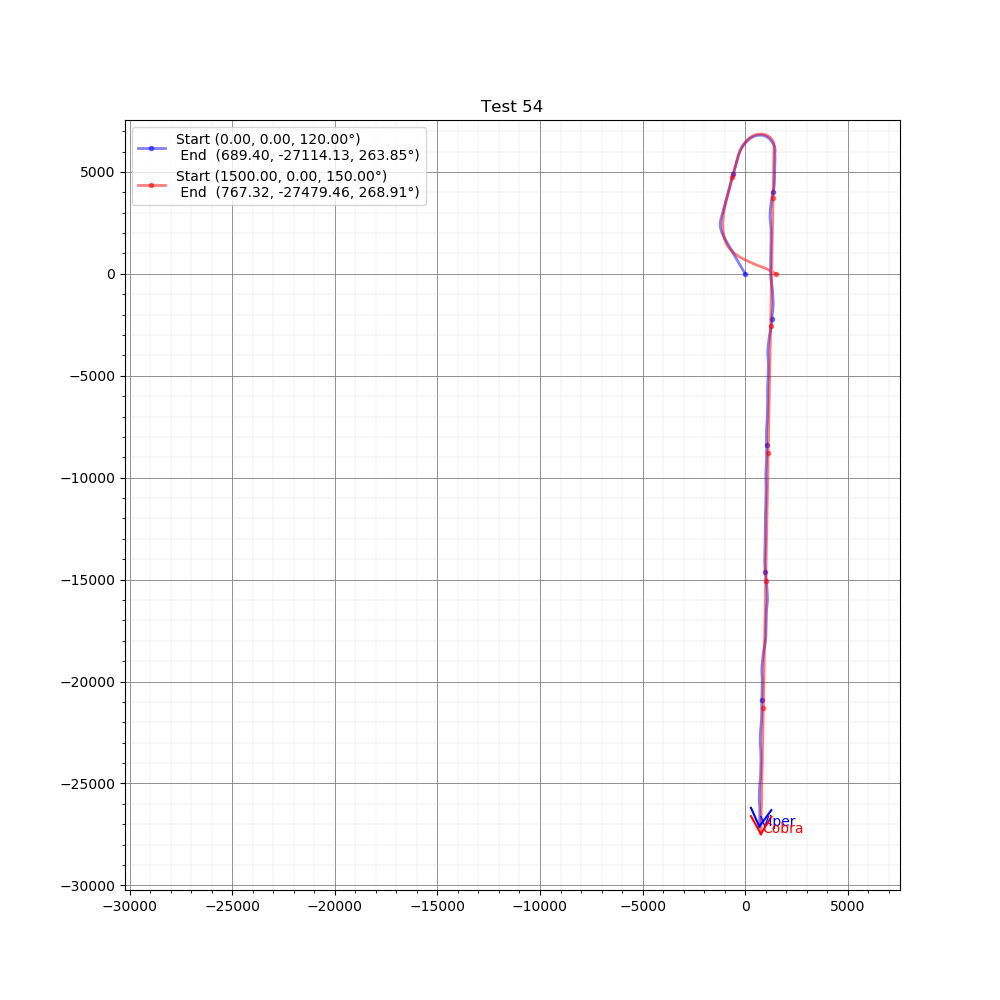 Test 54
Start (0.00, 0.00, 120.00°)
End (689.40, -27114.13, 263.85°)
Start (1500.00, 0.00, 150.00°)
End (767.32, -27479.46, 268.91°)
5000
0
−5000
−10000
−15000
−20000
−25000
−30000
Viper
Cobra
−30000
−25000
−20000
−15000
−10000
−5000
0
5000